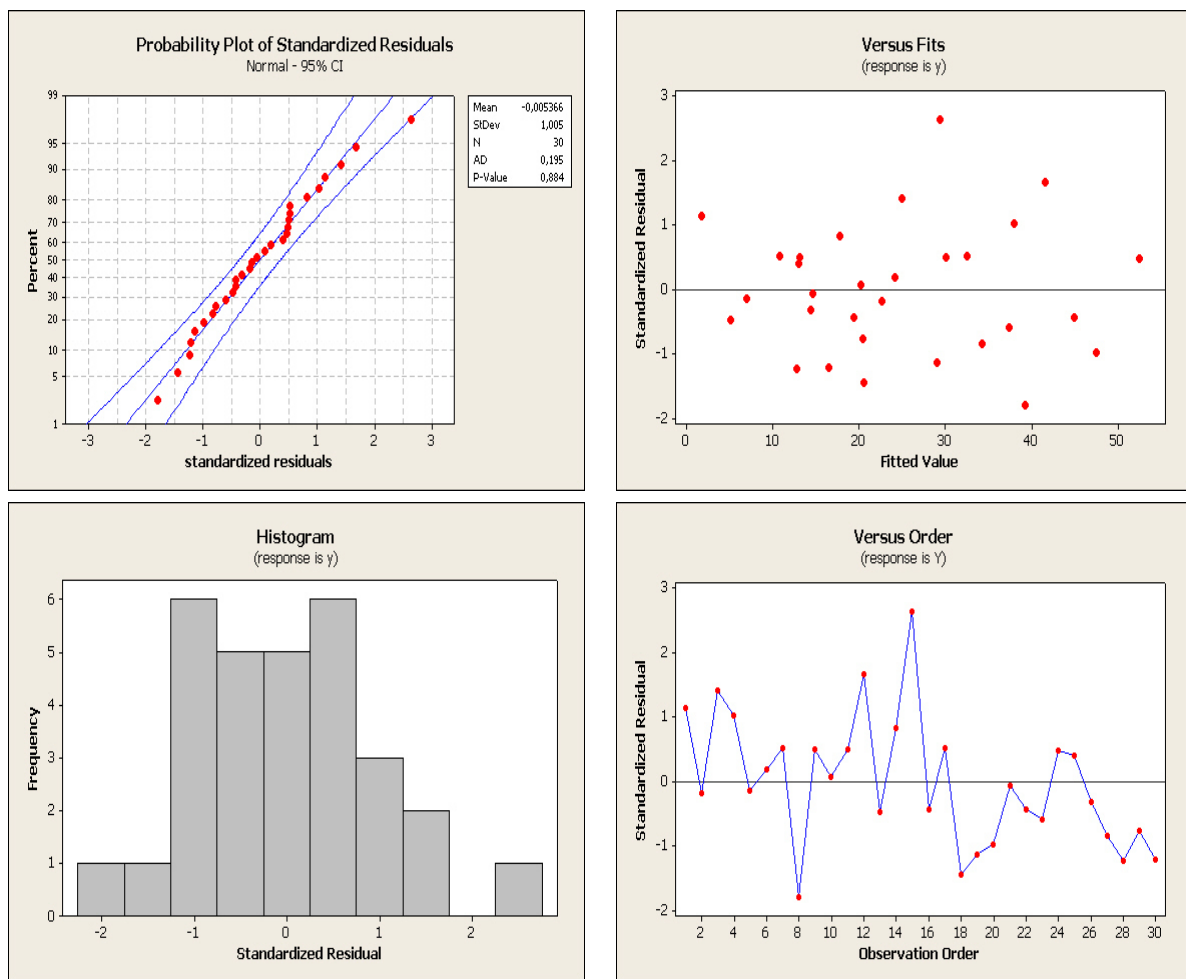 Probability Plot of Standardized Residuals
Normal - 95% CI
99
95
90
80
70
60
50
40
30
20
10
5
1
Percent
-3 -2 -1 0 1 2 3
standardized residuals
Mean -0,005366
StDev 1,005
N 30
AD 0,195
P-Value 0,884
Versus Fits
(response is y)
3
2
1
0
-1
-2
Standardized Residual
0 10 20 30 40 50
Fitted Value
Histogram
(response is y)
6
5
4
3
2
1
0
Frequency
-2 -1 0 1 2
Standardized Residual
Versus Order
(response is Y)
3
2
1
0
-1
-2
Standardized Residual
2 4 6 8 10 12 14 16 18 20 22 24 26 28 30
Observation Order